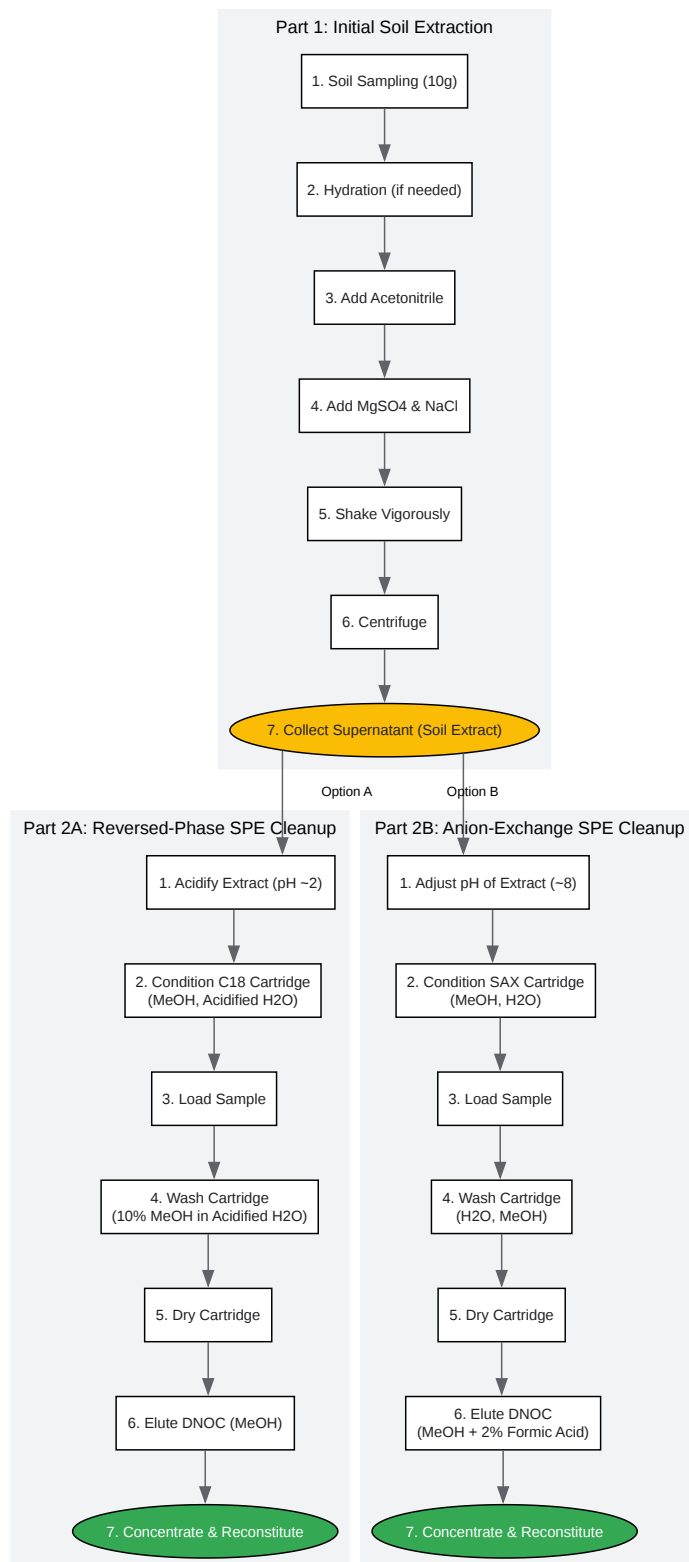 Part 1: Initial Soil Extraction
1. Soil Sampling (10g)
2. Hydration (if needed)
3. Add Acetonitrile
4. Add MgSO4 & NaCl
5. Shake Vigorously
6. Centrifuge
7. Collect Supernatant (Soil Extract)
Option A
Option B
Part 2A: Reversed-Phase SPE Cleanup
1. Acidify Extract (pH ~2)
2. Condition C18 Cartridge
(MeOH, Acidified H2O)
3. Load Sample
4. Wash Cartridge
(10% MeOH in Acidified H2O)
5. Dry Cartridge
6. Elute DNOC (MeOH)
7. Concentrate & Reconstitute
Part 2B: Anion-Exchange SPE Cleanup
1. Adjust pH of Extract (~8)
2. Condition SAX Cartridge
(MeOH, H2O)
3. Load Sample
4. Wash Cartridge
(H2O, MeOH)
5. Dry Cartridge
6. Elute DNOC
(MeOH + 2% Formic Acid)
7. Concentrate & Reconstitute